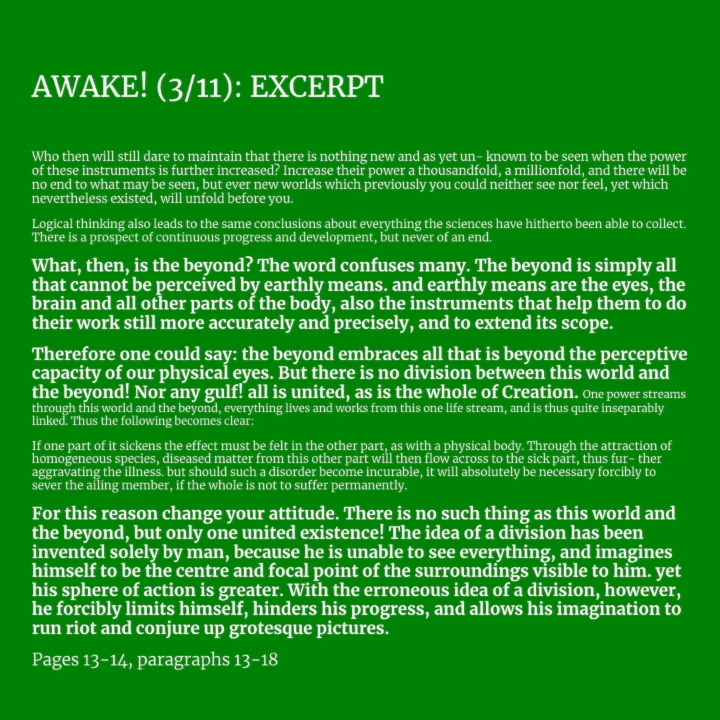 AWAKE! (3/11): EXCERPT
Who then will still dare to maintain that there is nothing new and as yet un- known to be seen when the power
of these instruments is further increased? Increase their power a thousandfold, a millionfold, and there will be
no end to what may be seen, but ever new worlds which previously you could neither see nor feel, yet which
nevertheless existed, will unfold before you.
Logical thinking also leads to the same conclusions about everything the sciences have hitherto been able to collect.
There is a prospect of continuous progress and development, but never of an end.
What, then, is the beyond? The word confuses many. The beyond is simply all
that cannot be perceived by earthly means. and earthly means are the eyes, the
brain and all other parts of the body, also the instruments that help them to do
their work still more accurately and precisely, and to extend its scope.
Therefore one could say: the beyond embraces all that is beyond the perceptive
capacity of our physical eyes. But there is no division between this world and
the beyond! Nor any gulf! all is united, as is the whole of Creation. One power streams
through this world and the beyond, everything lives and works from this one life stream, and is thus quite inseparably
linked. Thus the following becomes clear:
If one part of it sickens the effect must be felt in the other part, as with a physical body. Through the attraction of
homogeneous species, diseased matter from this other part will then flow across to the sick part, thus fur- ther
aggravating the illness. but should such a disorder become incurable, it will absolutely be necessary forcibly to
sever the ailing member, if the whole is not to suffer permanently.
For this reason change your attitude. There is no such thing as this world and
the beyond, but only one united existence! The idea of a division has been
invented solely by man, because he is unable to see everything, and imagines
himself to be the centre and focal point of the surroundings visible to him. yet
his sphere of action is greater. With the erroneous idea of a division, however,
he forcibly limits himself, hinders his progress, and allows his imagination to
run riot and conjure up grotesque pictures.
Pages 13-14, paragraphs 13-18